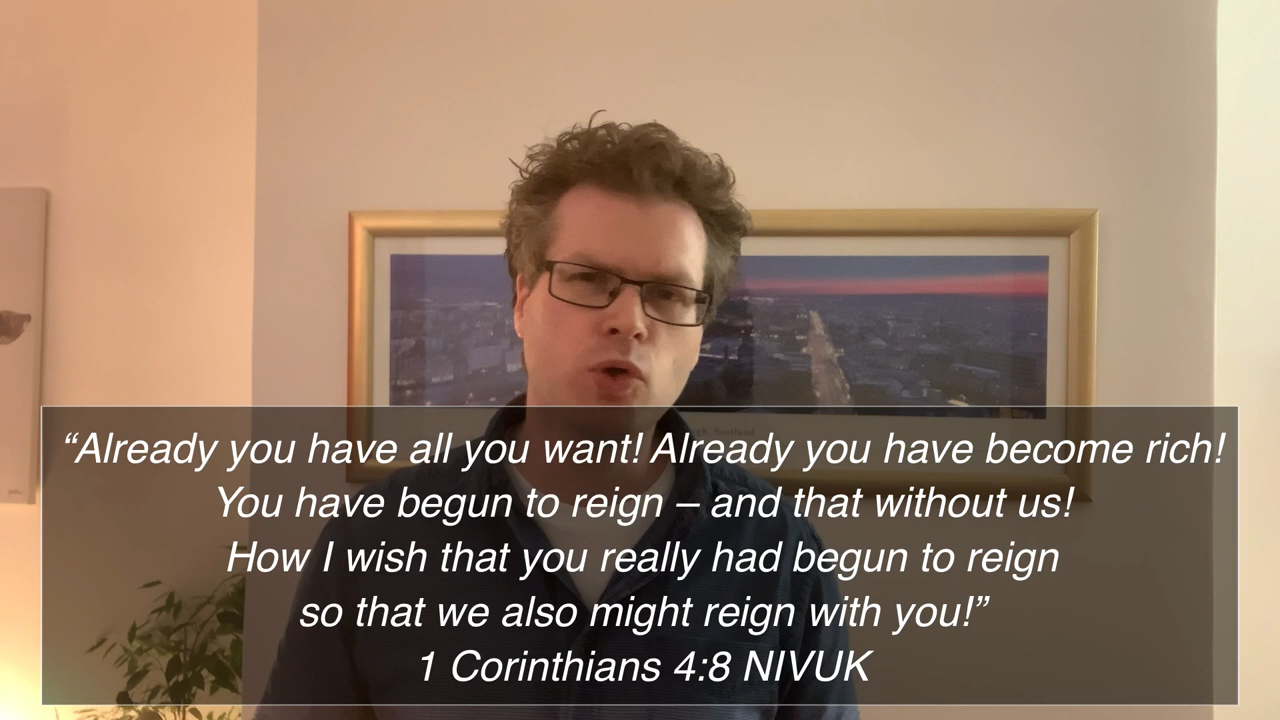 “Already you have all you want! Already you have become rich!
You have begun to reign – and that without us!
How I wish that you really had begun to reign
so that we also might reign with you!”
1 Corinthians 4:8 NIVUK